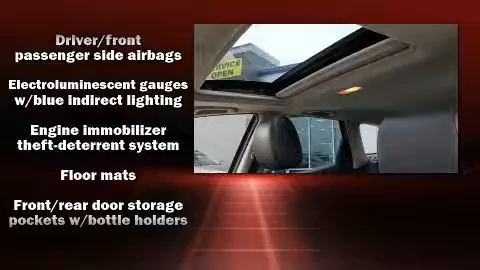 Driver/front
passenger side airbags
Electroluminescent gauges
w/blue indirect lighting
Engine immobilizer
theft-deterrent system
Floor mats
Front/rear door storage
pockets w/bottle holders
SERVICE
OPEN